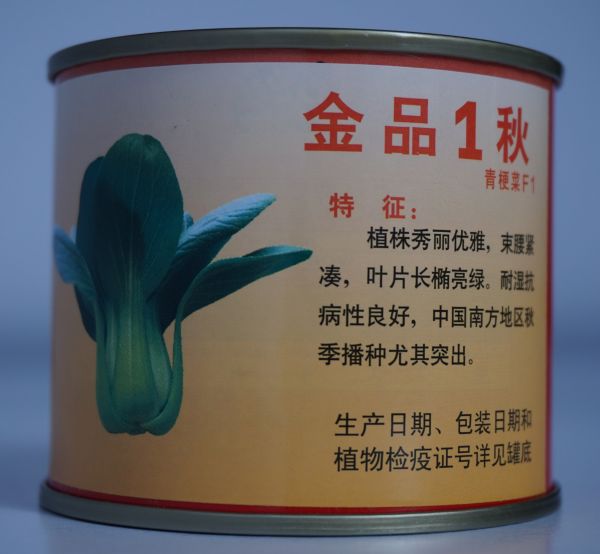 金品1秋
青梗菜F1
特 征：
植株秀丽优雅，束腰紧
凑，叶片长椭亮绿。耐湿抗
病性良好，中国南方地区秋
季播种尤其突出。
生产日期、包装日期和
植物检疫证号详见罐底